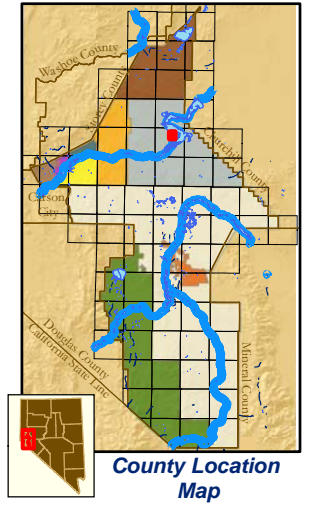 Washoe County
Storey County
Churchill County
Carson
City
Douglas County
California State Line
Mineral County
County Location
Map